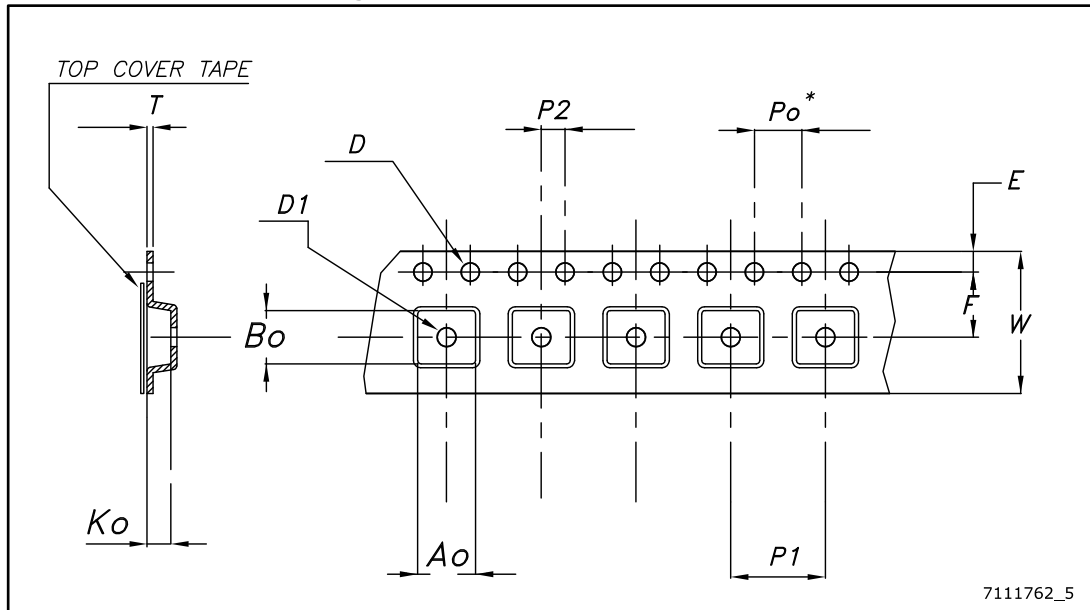 TOP COVER TAPE
T
P2
Po*
D
E
D1
F
Bo
W
Ko
Ao
P1
7111762_5